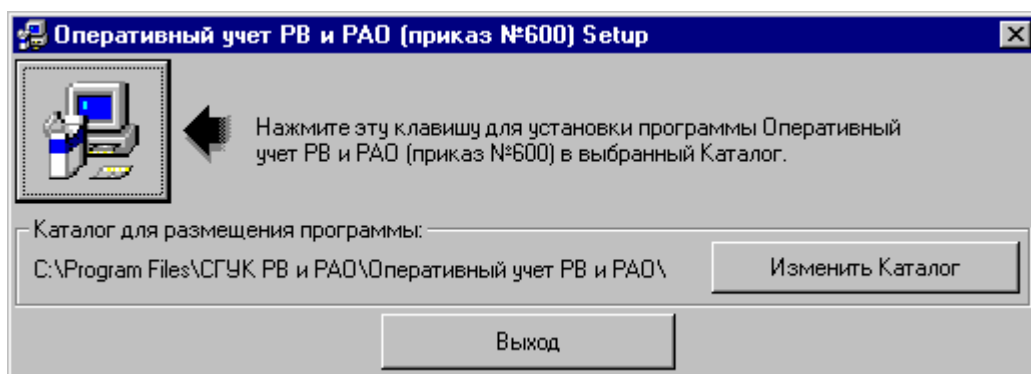 Оперативный учет РВ и РАО (приказ №600) Setup
Нажмите эту клавишу для установки программы Оперативный
учет РВ и РАО (приказ №600) в выбранный Каталог.
Каталог для размещения программы:
C:\Program Files\СГУК РВ и РАО\Оперативный учет РВ и РАО\
Изменить Каталог
Выход